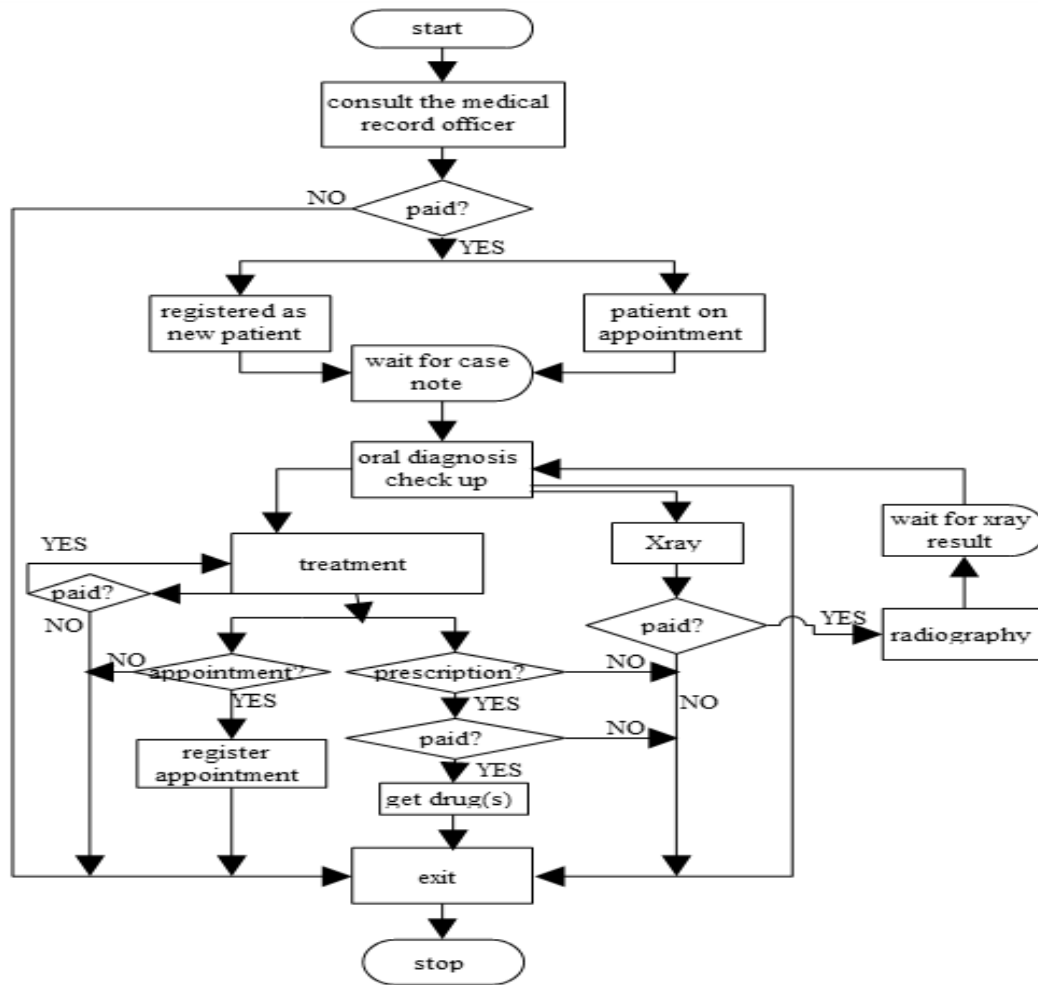 start
consult the medical
record officer
NO
paid?
YES
registered as
new patient
patient on
appointment
wait for case
note
oral diagnosis
check up
wait for xray
result
Xray
YES
treatment
paid?
NO
paid?
YES
radiography
NO
appointment?
YES
prescription?
NO
YES
NO
register
appointment
paid?
NO
YES
get drug(s)
exit
stop